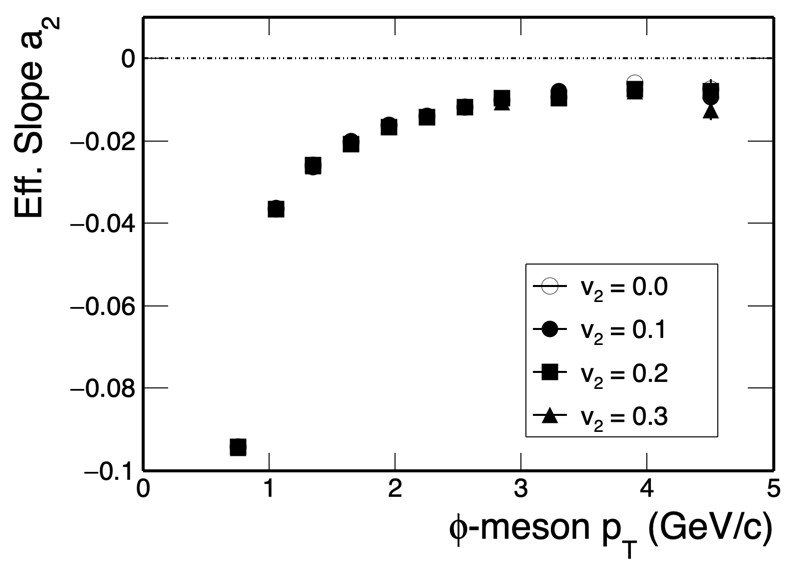 Eff. Slope a₂
0
−0.02
−0.04
−0.06
−0.08
−0.1
v₂ = 0.0
v₂ = 0.1
v₂ = 0.2
v₂ = 0.3
0 1 2 3 4 5
ϕ-meson p_T (GeV/c)